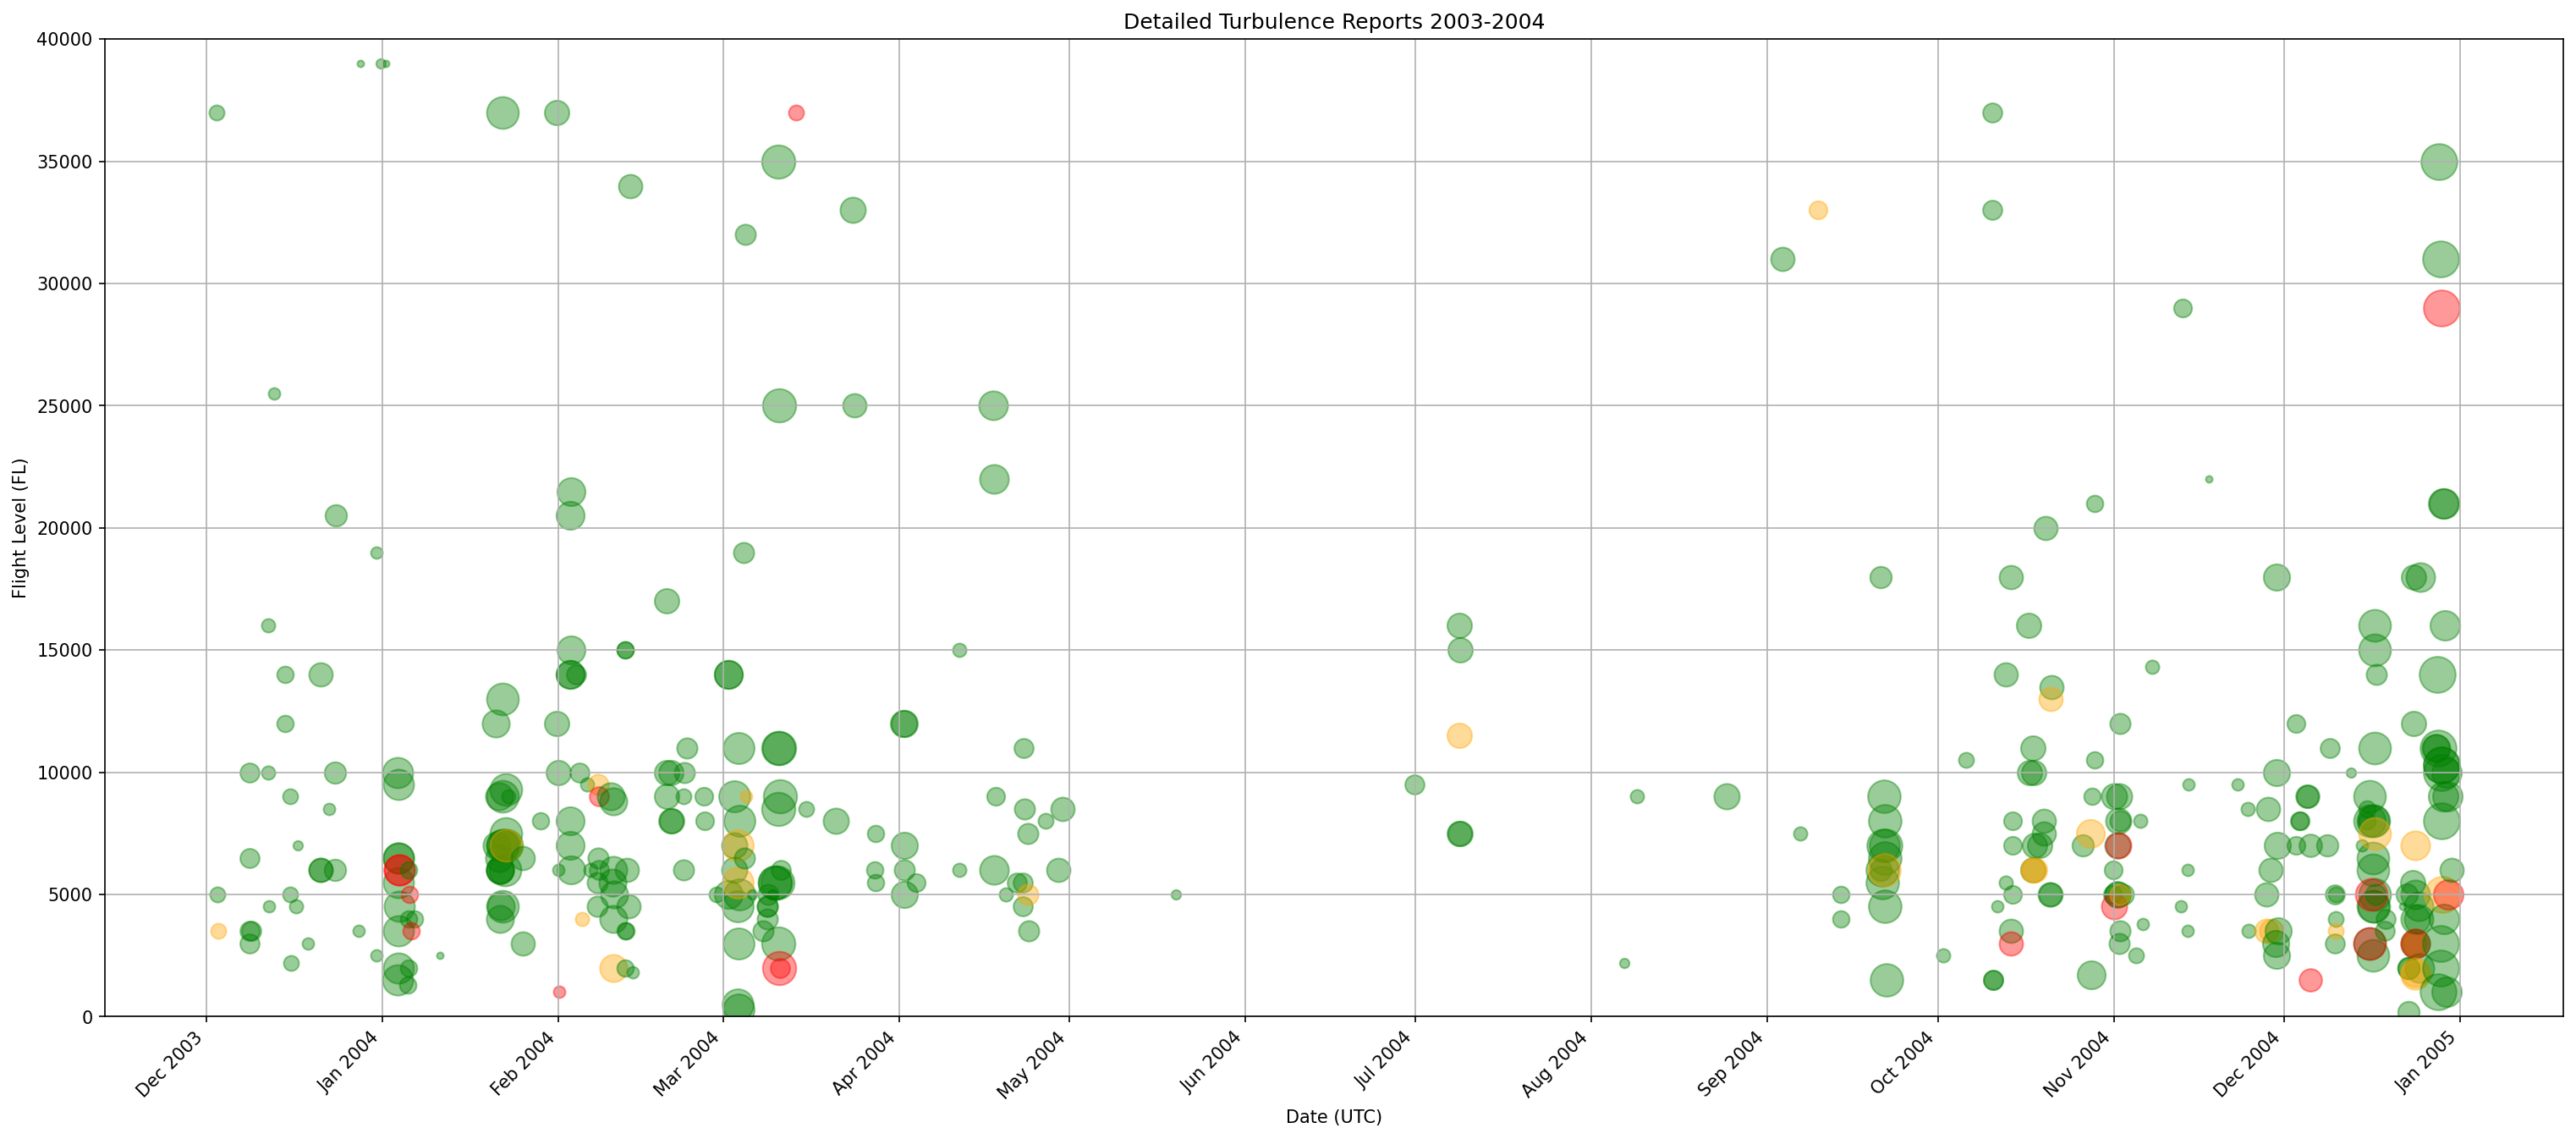 Detailed Turbulence Reports 2003-2004
40000
35000
30000
25000
20000
15000
10000
5000
0
Flight Level (FL)
Dec 2003
Jan 2004
Feb 2004
Mar 2004
Apr 2004
May 2004
Jun 2004
Jul 2004
Aug 2004
Sep 2004
Oct 2004
Nov 2004
Dec 2004
Jan 2005
Date (UTC)